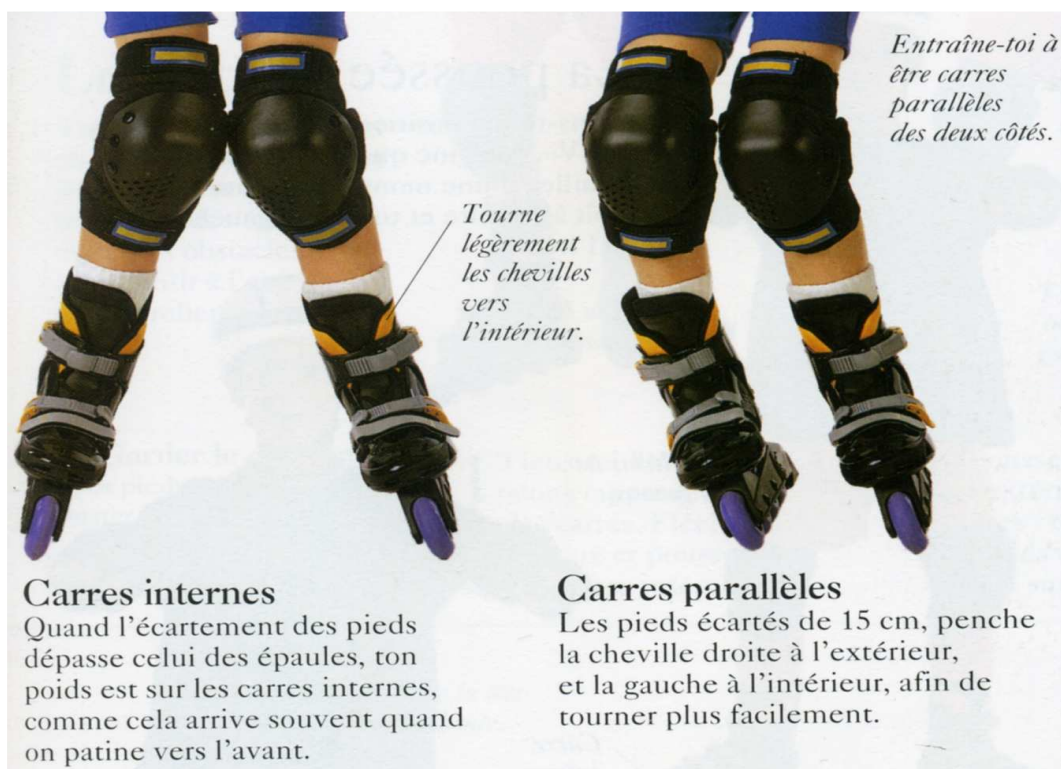 Entraîne-toi à
être carres
parallèles
des deux côtés.
Tourne
légèrement
les chevilles
vers
l'intérieur.
Carres internes
Quand l'écartement des pieds
dépasse celui des épaules, ton
poids est sur les carres internes,
comme cela arrive souvent quand
on patine vers l'avant.
Carres parallèles
Les pieds écartés de 15 cm, penche
la cheville droite à l'extérieur,
et la gauche à l'intérieur, afin de
tourner plus facilement.